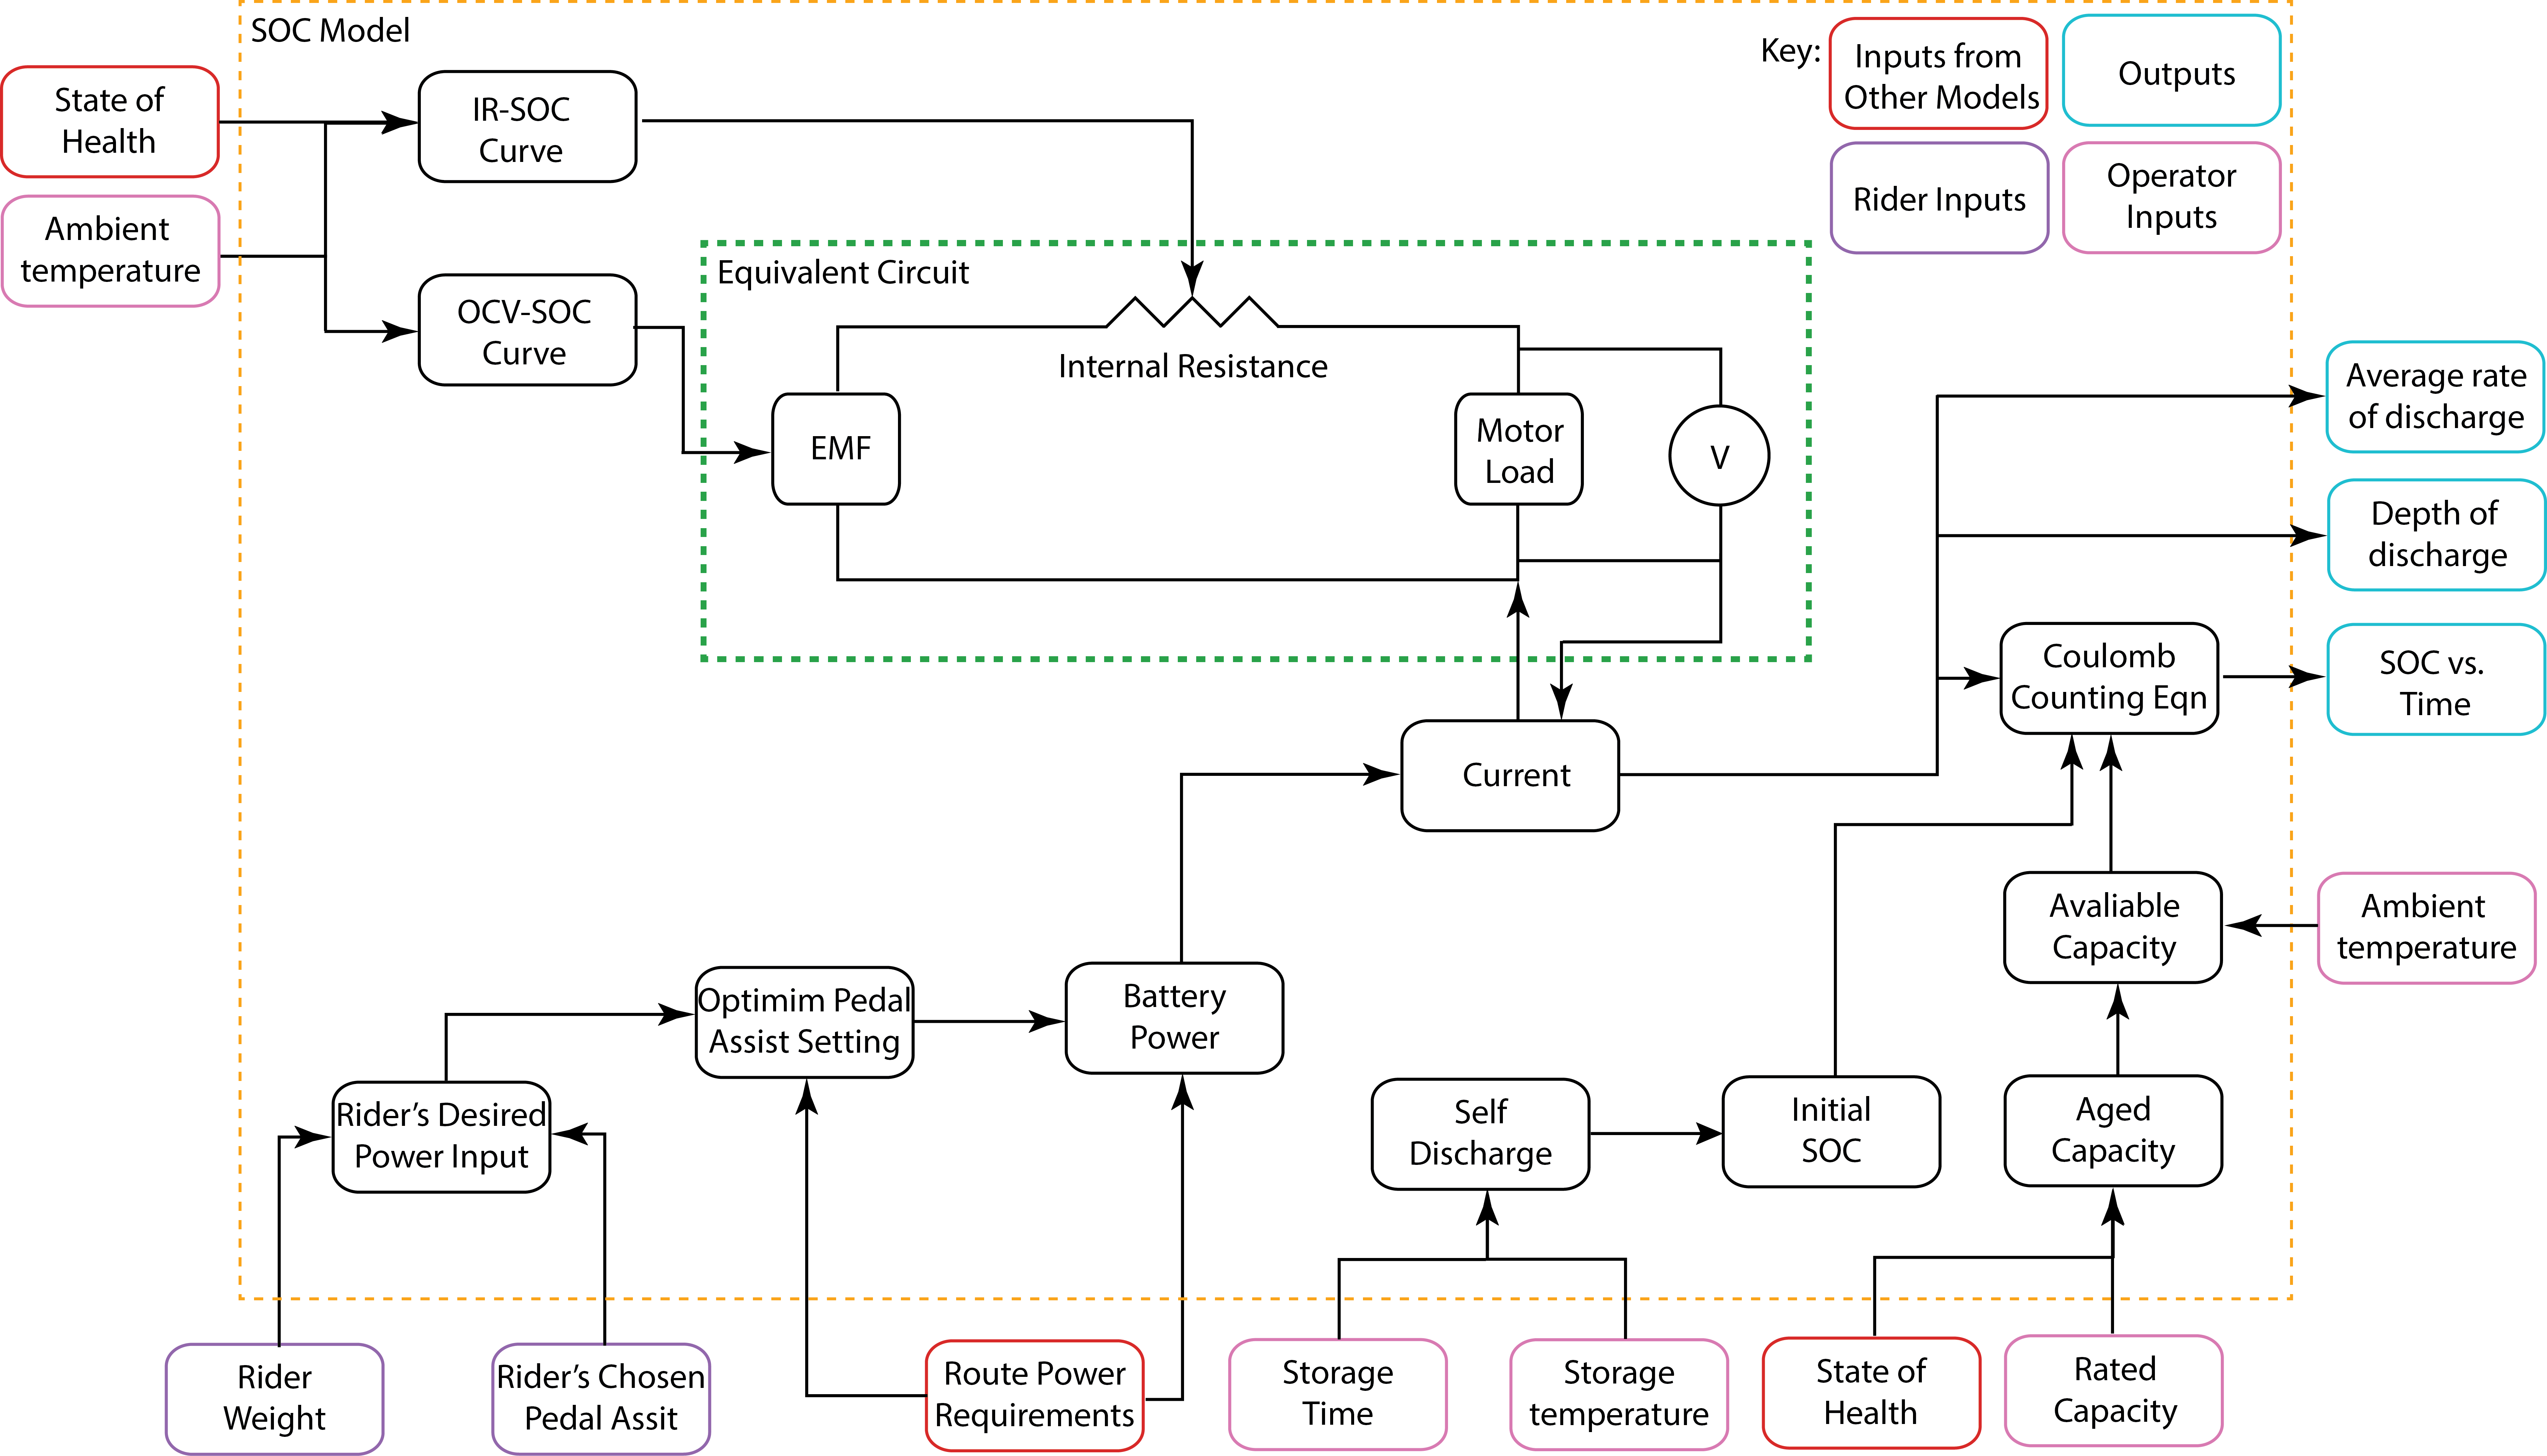 SOC Model
Key:
Inputs from
Other Models
Outputs
Rider Inputs
Operator
Inputs
State of
Health
Ambient
temperature
IR-SOC
Curve
OCV-SOC
Curve
Equivalent Circuit
Internal Resistance
EMF
Motor
Load
V
Average rate
of discharge
Depth of
discharge
Coulomb
Counting Eqn
SOC vs.
Time
Current
Avaliable
Capacity
Ambient
temperature
Optimim Pedal
Assist Setting
Battery
Power
Rider’s Desired
Power Input
Self
Discharge
Initial
SOC
Aged
Capacity
Rider
Weight
Rider’s Chosen
Pedal Assit
Route Power
Requirements
Storage
Time
Storage
temperature
State of
Health
Rated
Capacity